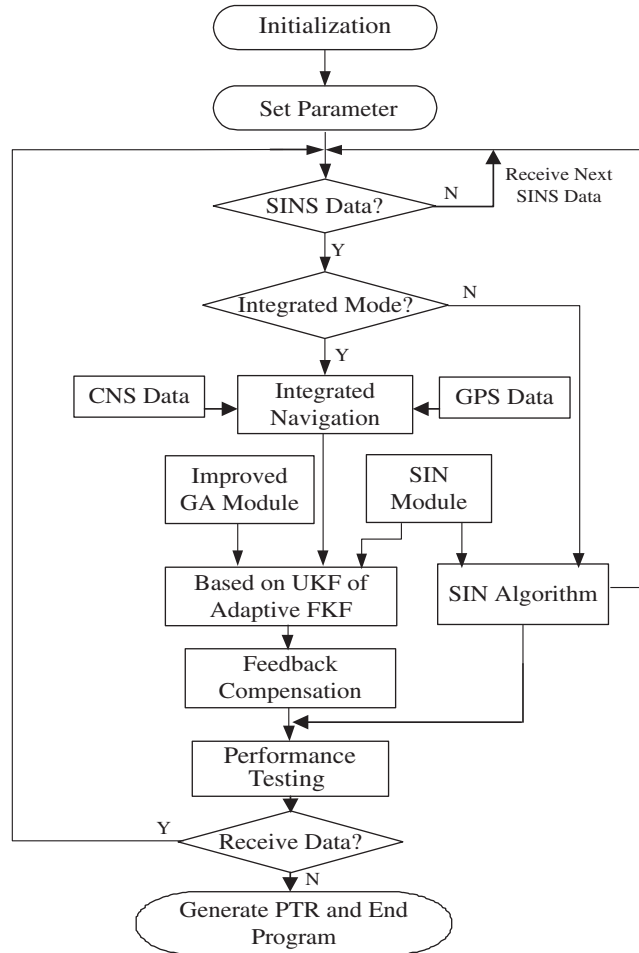 Initialization
Set Parameter
N
Receive Next
SINS Data
SINS Data?
Y
Integrated Mode?
N
Y
CNS Data
Integrated
Navigation
GPS Data
Improved
GA Module
SIN
Module
Based on UKF of
Adaptive FKF
SIN Algorithm
Feedback
Compensation
Performance
Testing
Y
Receive Data?
N
Generate PTR and End
Program